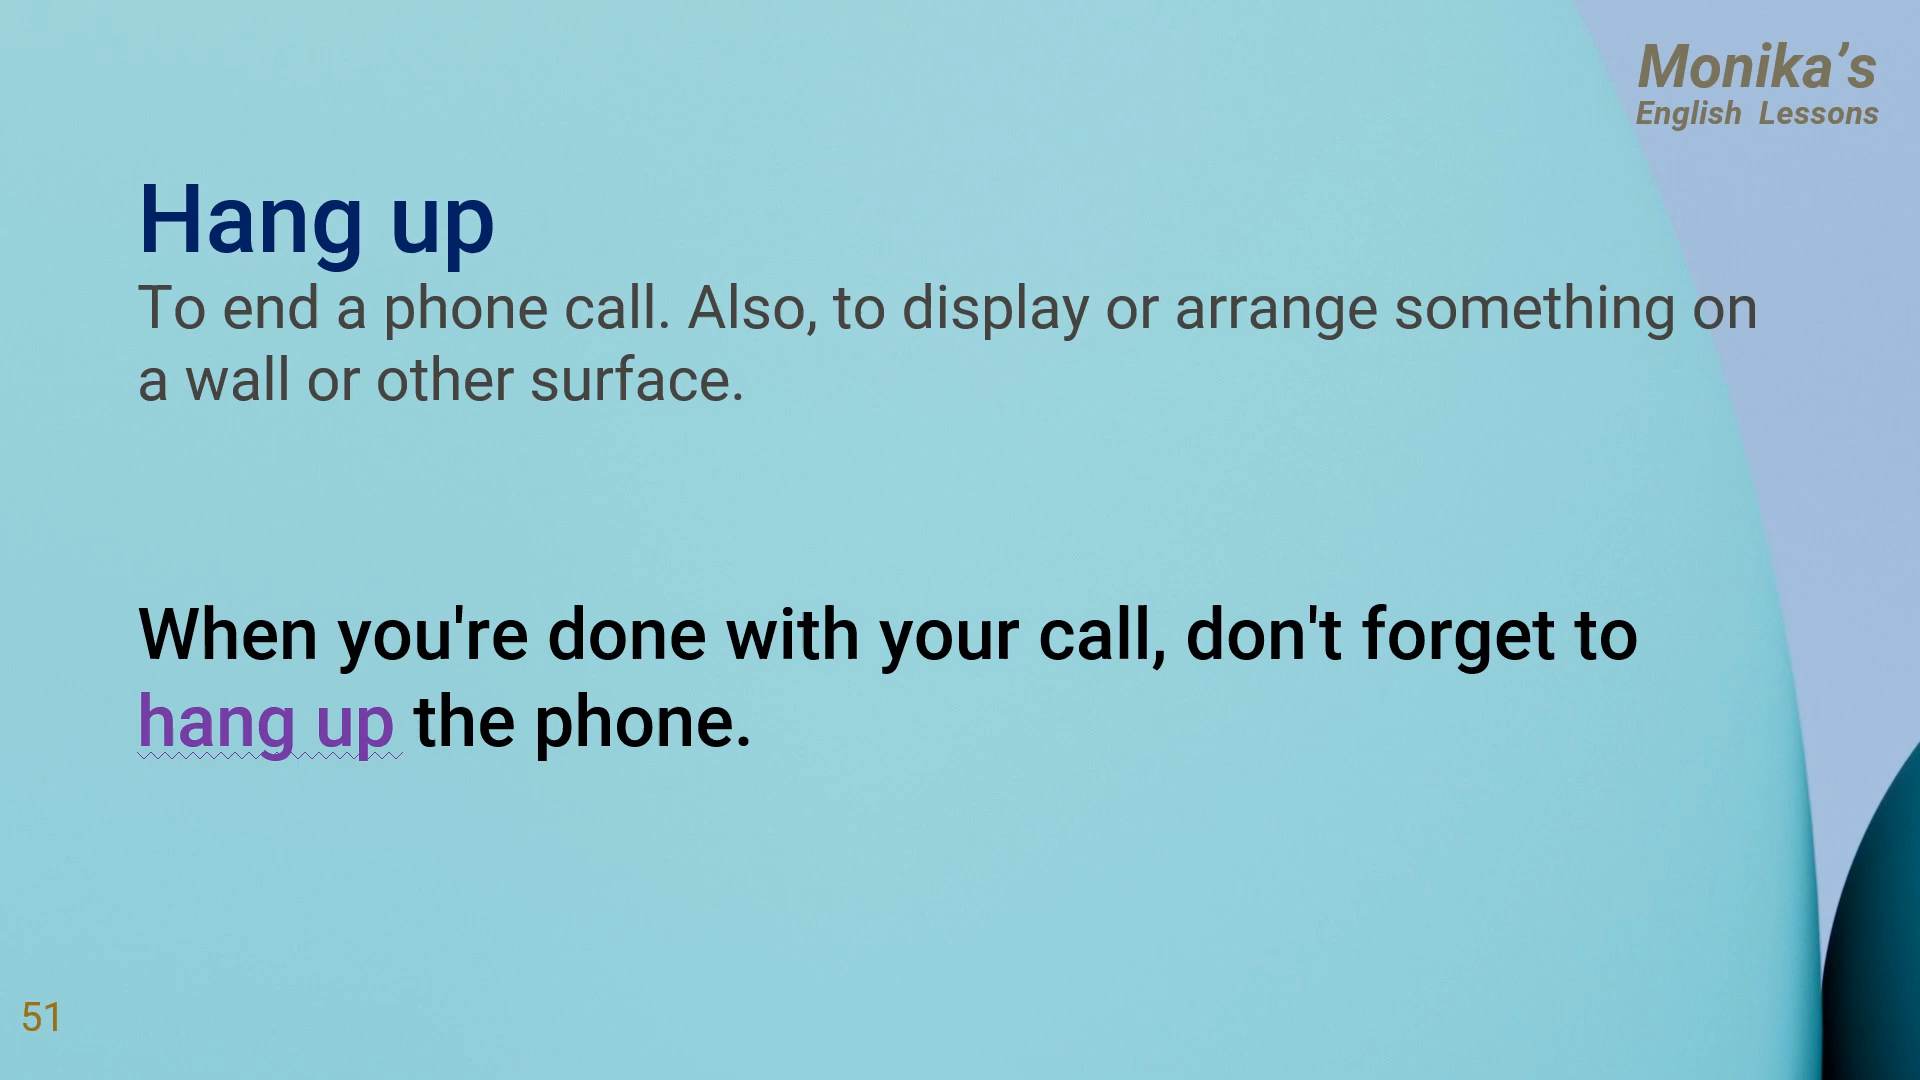 Monika’s
English Lessons
Hang up
To end a phone call. Also, to display or arrange something on
a wall or other surface.
When you're done with your call, don't forget to
hang up the phone.
51